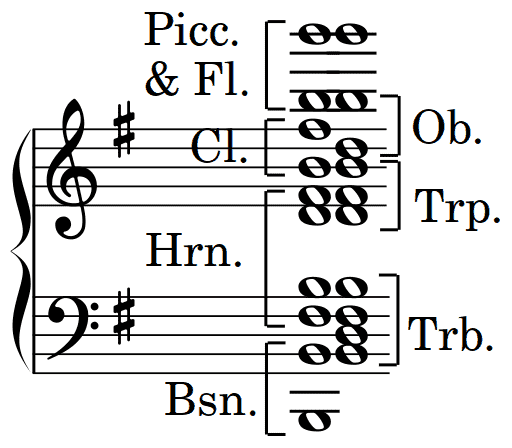 Picc.
& Fl.
Ob.
Cl.
Trp.
Hrn.
Trb.
Bsn.